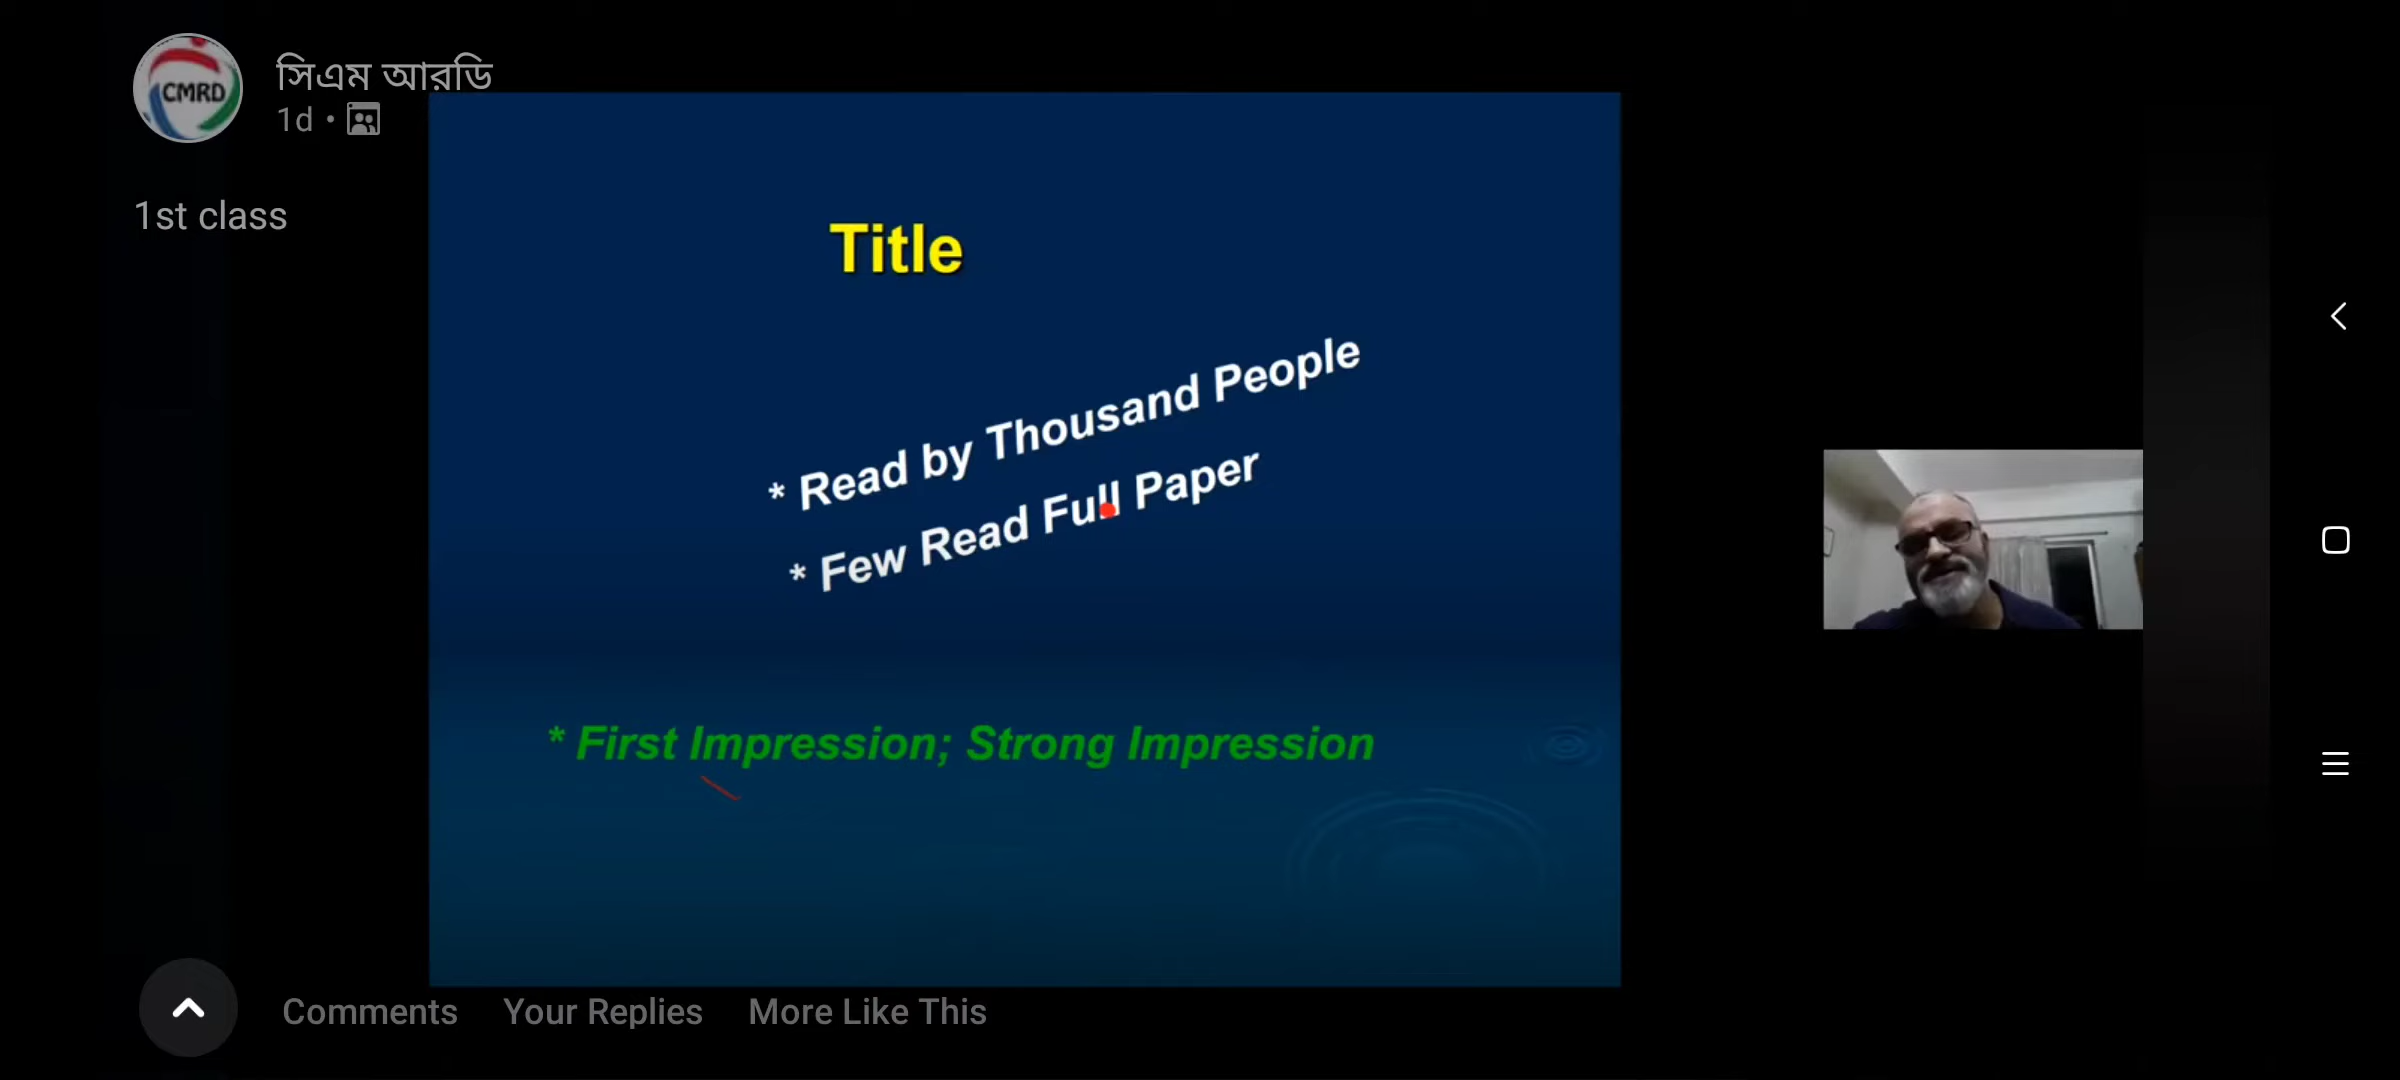 CMRD
সিএম আরডি
1d •
1st class
Title
* Read by Thousand People
* Few Read Full Paper
* First Impression; Strong Impression
Comments Your Replies More Like This